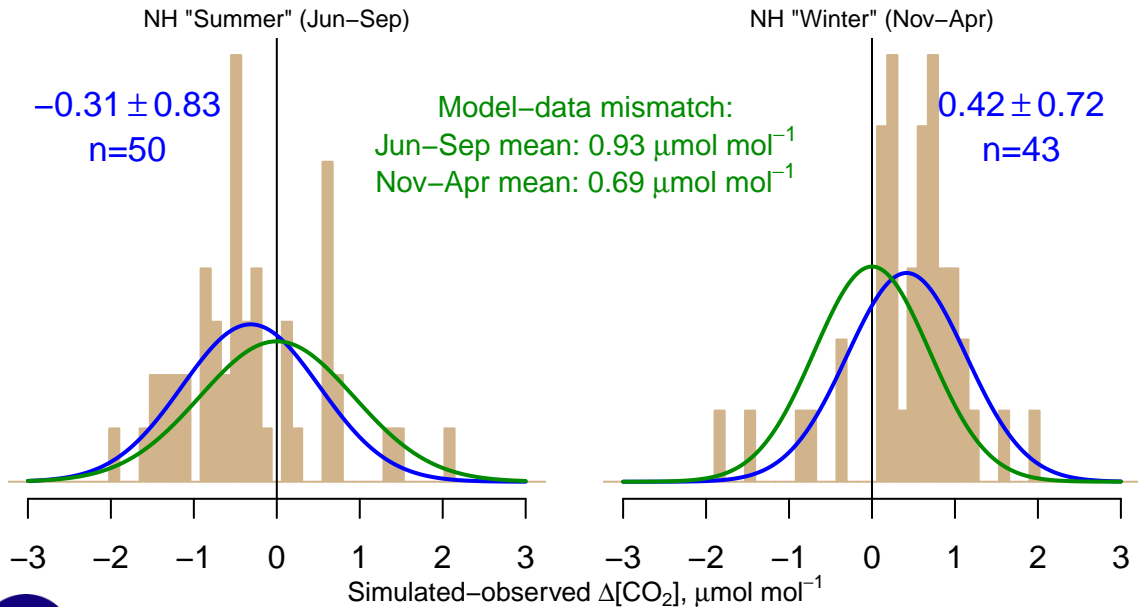 NH "Summer" (Jun−Sep)
NH "Winter" (Nov−Apr)
−0.31 ± 0.83
n=50
Model−data mismatch:
Jun−Sep mean: 0.93 μmol mol⁻¹
Nov−Apr mean: 0.69 μmol mol⁻¹
0.42 ± 0.72
n=43
−3 −2 −1 0 1 2 3
−3 −2 −1 0 1 2 3
Simulated−observed Δ[CO₂], μmol mol⁻¹